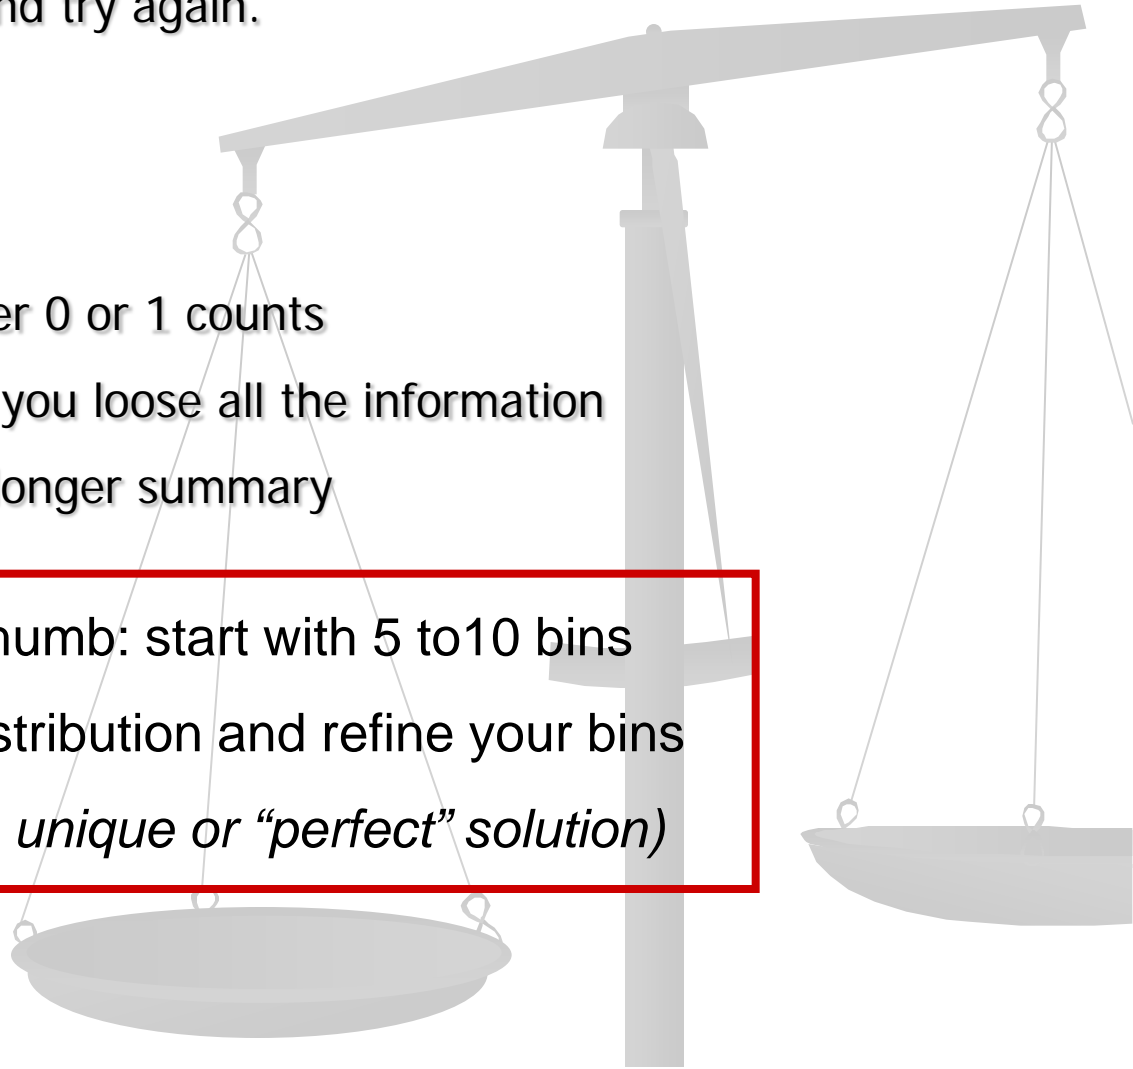 nd try again.
er 0 or 1 counts
you loose all the information
longer summary
humb: start with 5 to10 bins
stribution and refine your bins
unique or “perfect” solution)